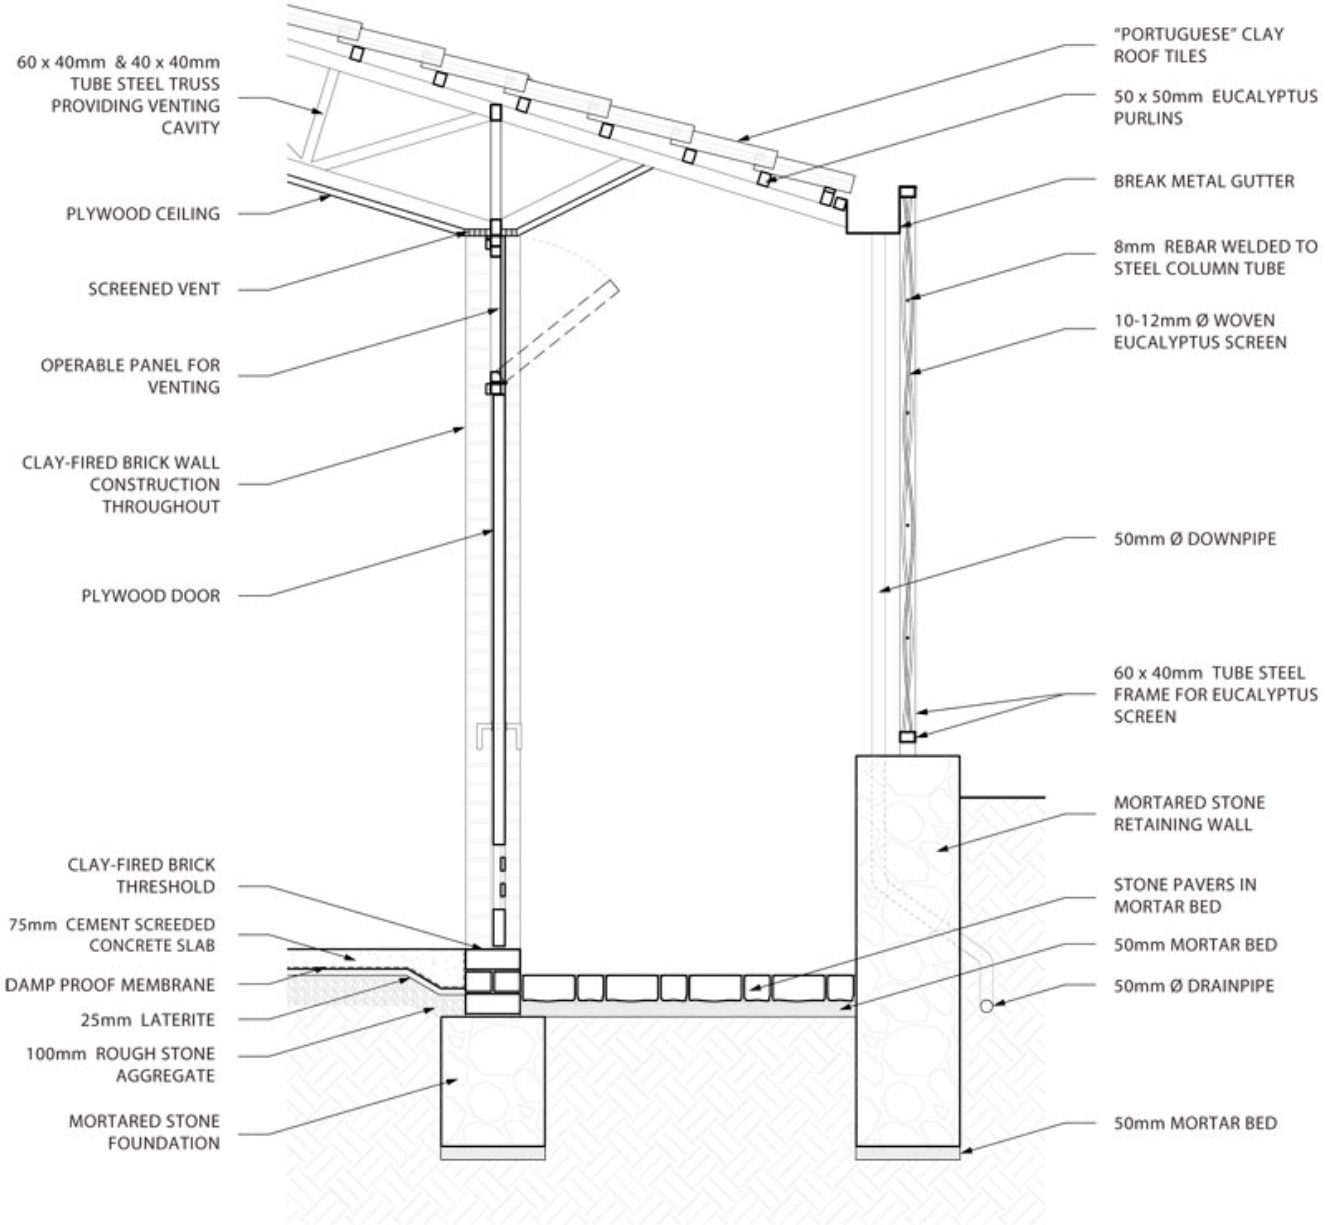 60 x 40mm & 40 x 40mm
TUBE STEEL TRUSS
PROVIDING VENTING
CAVITY
PLYWOOD CEILING
SCREENED VENT
OPERABLE PANEL FOR
VENTING
CLAY-FIRED BRICK WALL
CONSTRUCTION
THROUGHOUT
PLYWOOD DOOR
CLAY-FIRED BRICK
THRESHOLD
75mm CEMENT SCREEDED
CONCRETE SLAB
DAMP PROOF MEMBRANE
25mm LATERITE
100mm ROUGH STONE
AGGREGATE
MORTARED STONE
FOUNDATION
"PORTUGUESE" CLAY
ROOF TILES
50 x 50mm EUCALYPTUS
PURLINS
BREAK METAL GUTTER
8mm REBAR WELDED TO
STEEL COLUMN TUBE
10-12mm Ø WOVEN
EUCALYPTUS SCREEN
50mm Ø DOWNPIPE
60 x 40mm TUBE STEEL
FRAME FOR EUCALYPTUS
SCREEN
MORTARED STONE
RETAINING WALL
STONE PAVERS IN
MORTAR BED
50mm MORTAR BED
50mm Ø DRAINPIPE
50mm MORTAR BED